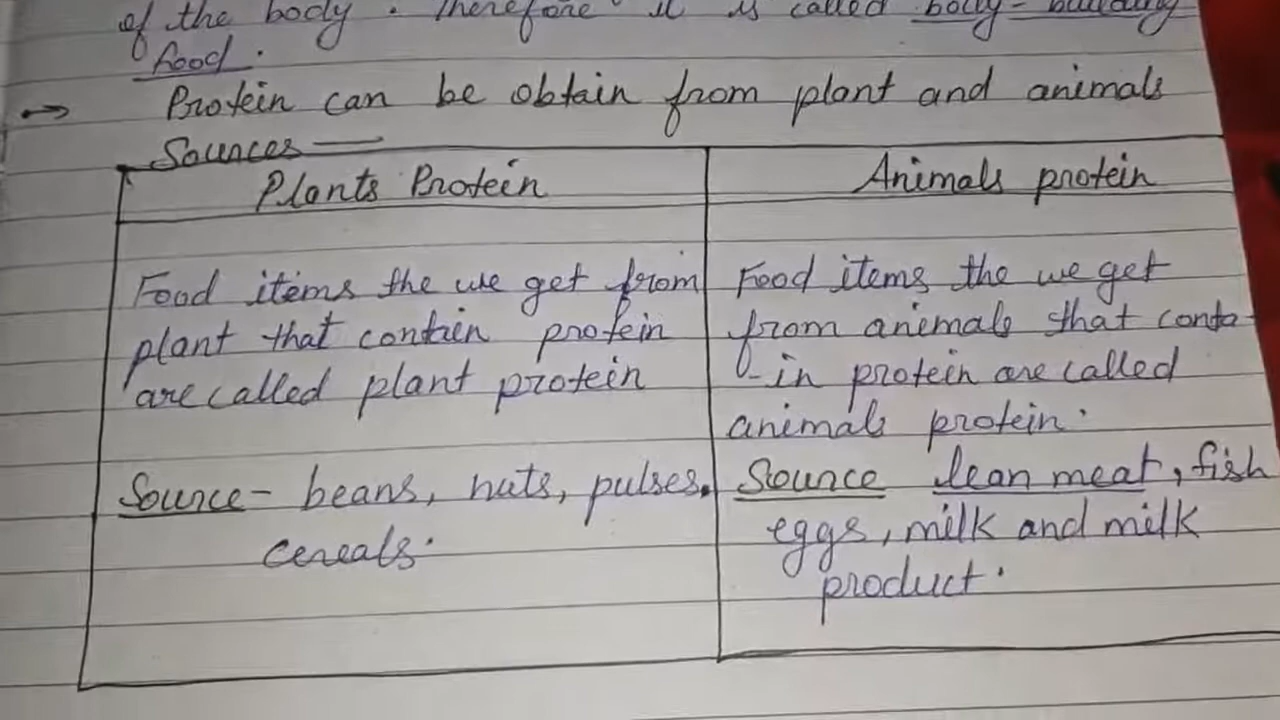 of the body. Therefore it is called body-building
food.
→ Protein can be obtain from plant and animals
Sources—
Plants Protein
Food items the we get from
plant that contain protein
are called plant protein
Source- beans, nuts, pulses.
cereals.
Animals protein
Food items the we get
from animals that conta-
-in protein are called
animals protein.
Source lean meat, fish
eggs, milk and milk
product.